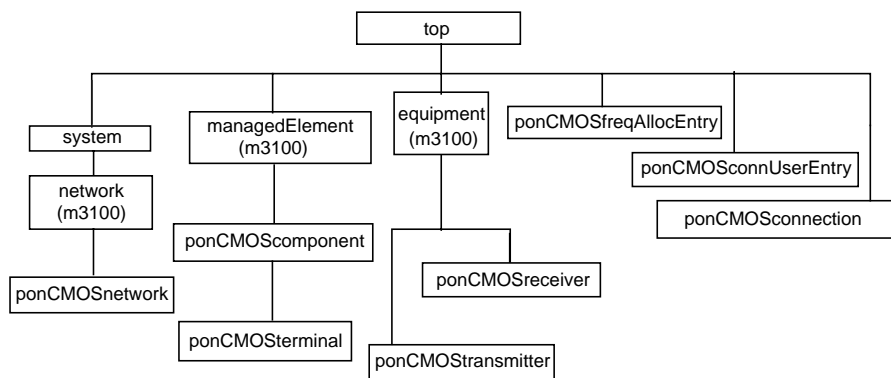 top
system
managedElement
(m3100)
equipment
(m3100)
ponCMOSfreqAllocEntry
ponCMOSconnUserEntry
network
(m3100)
ponCMOSconnection
ponCMOScomponent
ponCMOSreceiver
ponCMOSnetwork
ponCMOSterminal
ponCMOStransmitter